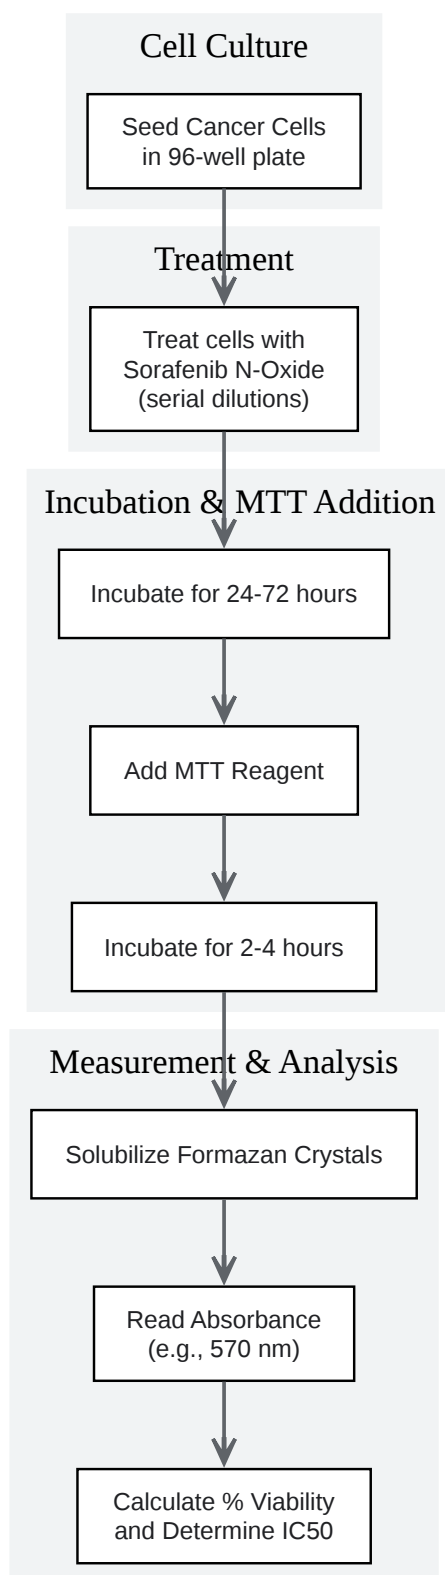 Cell Culture
Seed Cancer Cells
in 96-well plate
Treatment
Treat cells with
Sorafenib N-Oxide
(serial dilutions)
Incubation & MTT Addition
Incubate for 24-72 hours
Add MTT Reagent
Incubate for 2-4 hours
Measurement & Analysis
Solubilize Formazan Crystals
Read Absorbance
(e.g., 570 nm)
Calculate % Viability
and Determine IC50